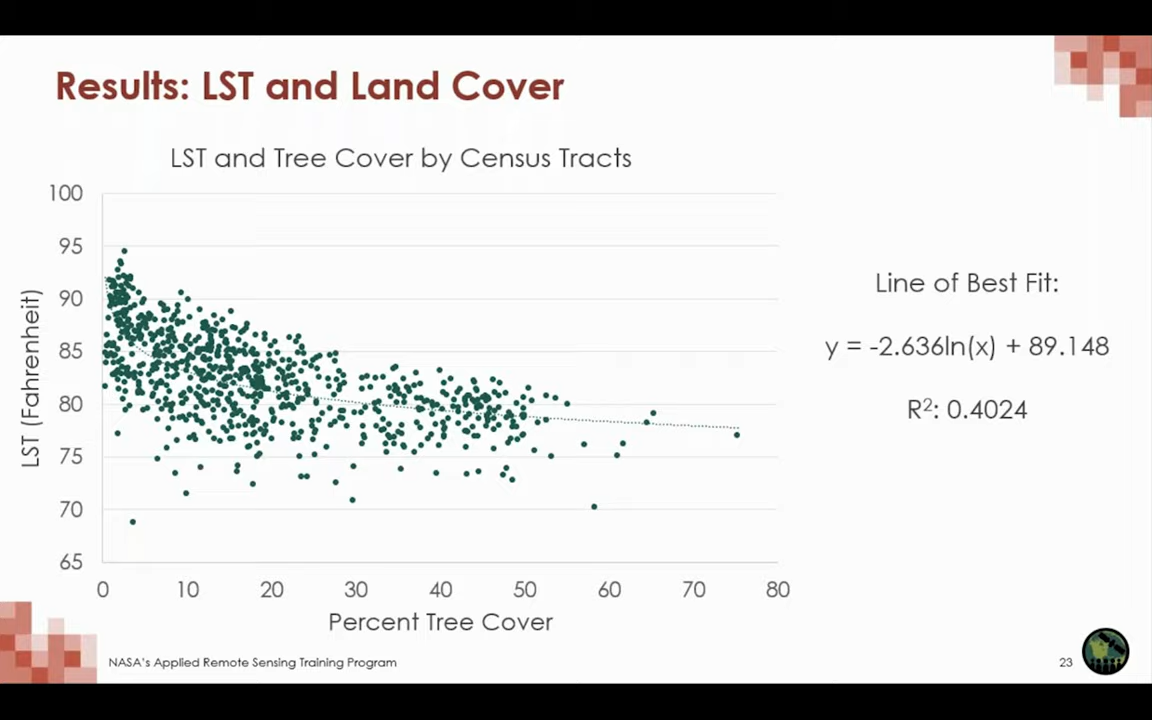 Results: LST and Land Cover
LST and Tree Cover by Census Tracts
100
95
90
85
80
75
70
65
LST (Fahrenheit)
0 10 20 30 40 50 60 70 80
Percent Tree Cover
Line of Best Fit:
y = -2.636ln(x) + 89.148
R²: 0.4024
NASA's Applied Remote Sensing Training Program
23